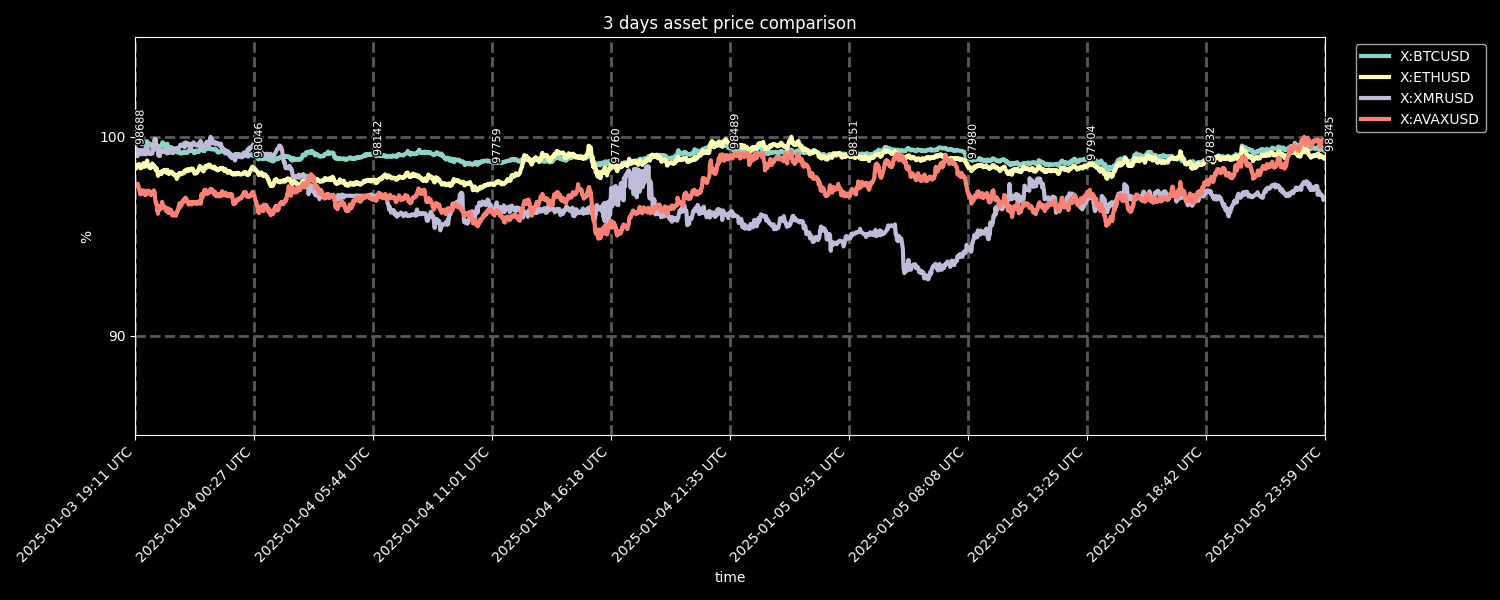 3 days asset price comparison
X:BTCUSD
X:ETHUSD
X:XMRUSD
X:AVAXUSD
100
90
%
98688
98046
98142
97759
97760
98489
98151
97980
97904
97832
98345
2025-01-03 19:11 UTC
2025-01-04 00:27 UTC
2025-01-04 05:44 UTC
2025-01-04 11:01 UTC
2025-01-04 16:18 UTC
2025-01-04 21:35 UTC
2025-01-05 02:51 UTC
2025-01-05 08:08 UTC
2025-01-05 13:25 UTC
2025-01-05 18:42 UTC
2025-01-05 23:59 UTC
time